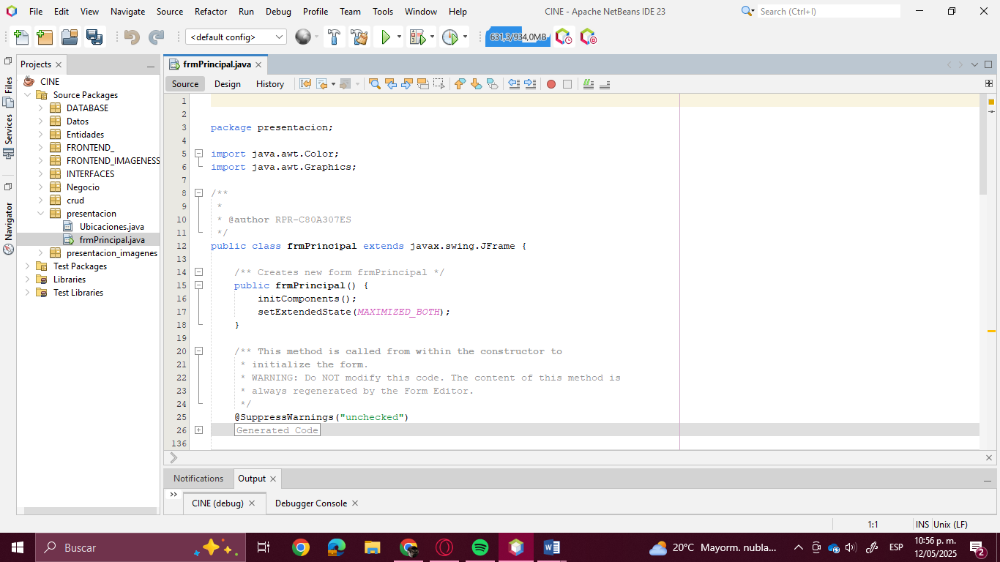 File Edit View Navigate Source Refactor Run Debug Profile Team Tools Window Help
CINE - Apache NetBeans IDE 23
Search (Ctrl+I)
<default config>
631,3/934,0MB
Projects
frmPrincipal.java
Files
Services
Navigator
CINE
Source Packages
DATABASE
Datos
Entidades
FRONTEND_
FRONTEND_IMAGENESS
INTERFACES
Negocio
crud
presentacion
Ubicaciones.java
frmPrincipal.java
presentacion_imagenes
Test Packages
Libraries
Test Libraries
Source Design History
1
2
3 package presentacion;
4
5 import java.awt.Color;
6 import java.awt.Graphics;
7
8 /**
9 *
10 * @author RPR-C80A307ES
11 */
12 public class frmPrincipal extends javax.swing.JFrame {
13
14 /** Creates new form frmPrincipal */
15 public frmPrincipal() {
16 initComponents();
17 setExtendedState(MAXIMIZED_BOTH);
18 }
19
20 /** This method is called from within the constructor to
21 * initialize the form.
22 * WARNING: Do NOT modify this code. The content of this method is
23 * always regenerated by the Form Editor.
24 */
25 @SuppressWarnings("unchecked")
26 Generated Code
136
Notifications Output
CINE (debug) Debugger Console
1:1 INS Unix (LF)
Buscar
20°C Mayorm. nubla...
ESP
10:56 p. m.
12/05/2025
2